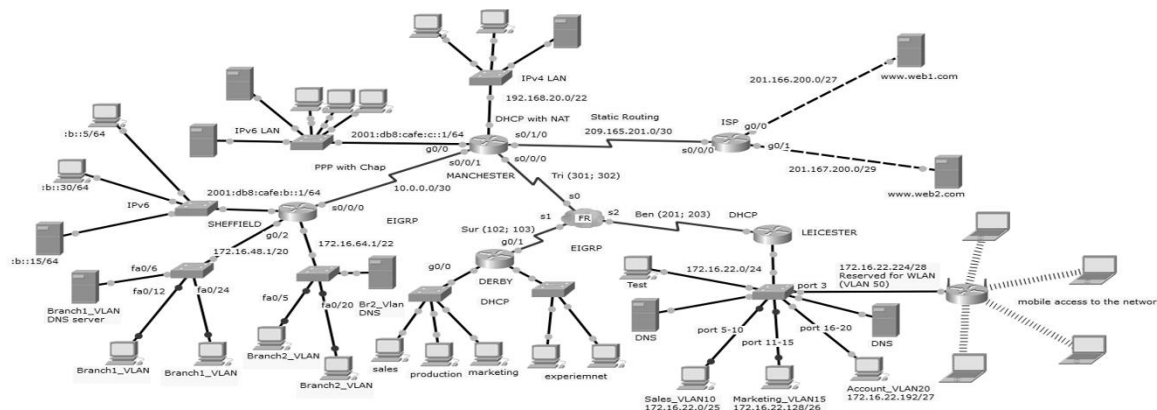 www.web1.com
201.166.200.0/27
IPv4 LAN
192.168.20.0/22
DHCP with NAT
Static Routing
209.165.201.0/30
ISP
g0/0
g0/1
s0/0/0
201.167.200.0/29
www.web2.com
:b::5/64
IPv6 LAN
2001:db8:cafe:c::1/64
g0/0
s0/1/0
s0/0/1
s0/0/0
MANCHESTER
PPP with Chap
10.0.0.0/30
Tri (301; 302)
:b::30/64
IPv6
2001:db8:cafe:b::1/64
s0/0/0
SHEFFIELD
g0/2
EIGRP
:b::15/64
s0
s1
s2
FR
Ben (201; 203)
DHCP
LEICESTER
Sur (102; 103)
EIGRP
g0/1
g0/0
DERBY
DHCP
172.16.48.1/20
172.16.64.1/22
fa0/6
fa0/12
fa0/24
Branch1_VLAN
DNS server
Branch1_VLAN
Branch1_VLAN
fa0/5
fa0/20
Br2_Vlan
DNS
Branch2_VLAN
Branch2_VLAN
sales
production
marketing
experiemnet
Test
172.16.22.0/24
port 3
172.16.22.224/28
Reserved for WLAN
(VLAN 50)
mobile access to the networ
DNS
port 5-10
port 11-15
port 16-20
DNS
Sales_VLAN10
172.16.22.0/25
Marketing_VLAN15
172.16.22.128/26
Account_VLAN20
172.16.22.192/27